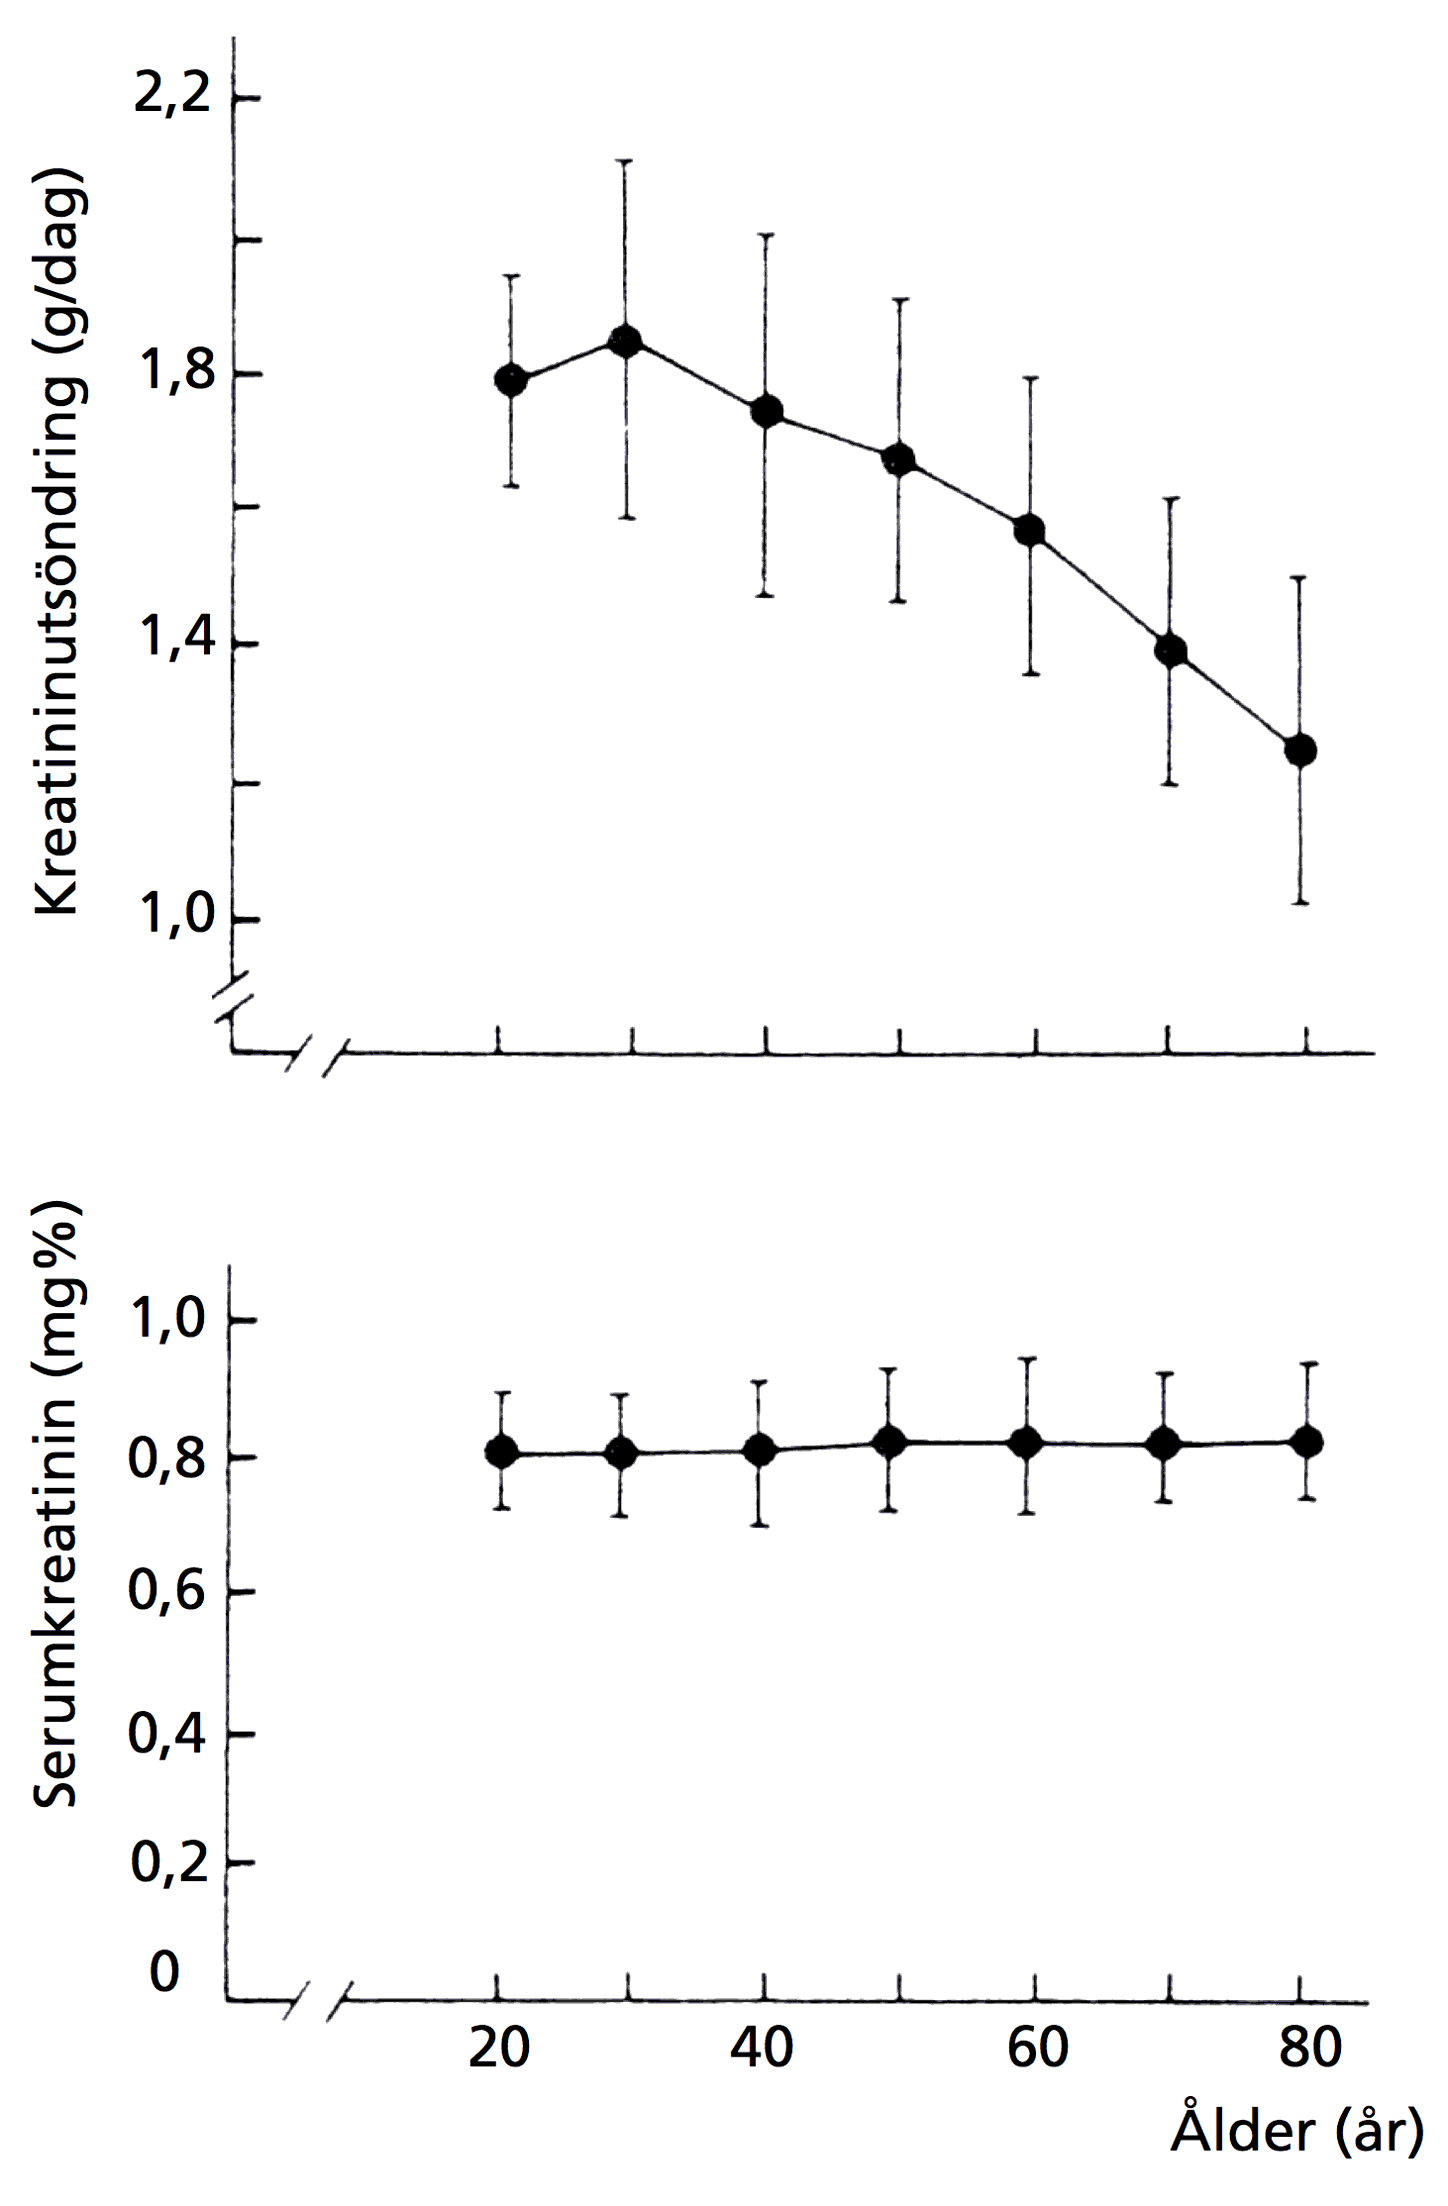 Kreatininutsöndring (g/dag)
2,2
1,8
1,4
1,0
Serumkreatinin (mg%)
1,0
0,8
0,6
0,4
0,2
0
20 40 60 80
Ålder (år)